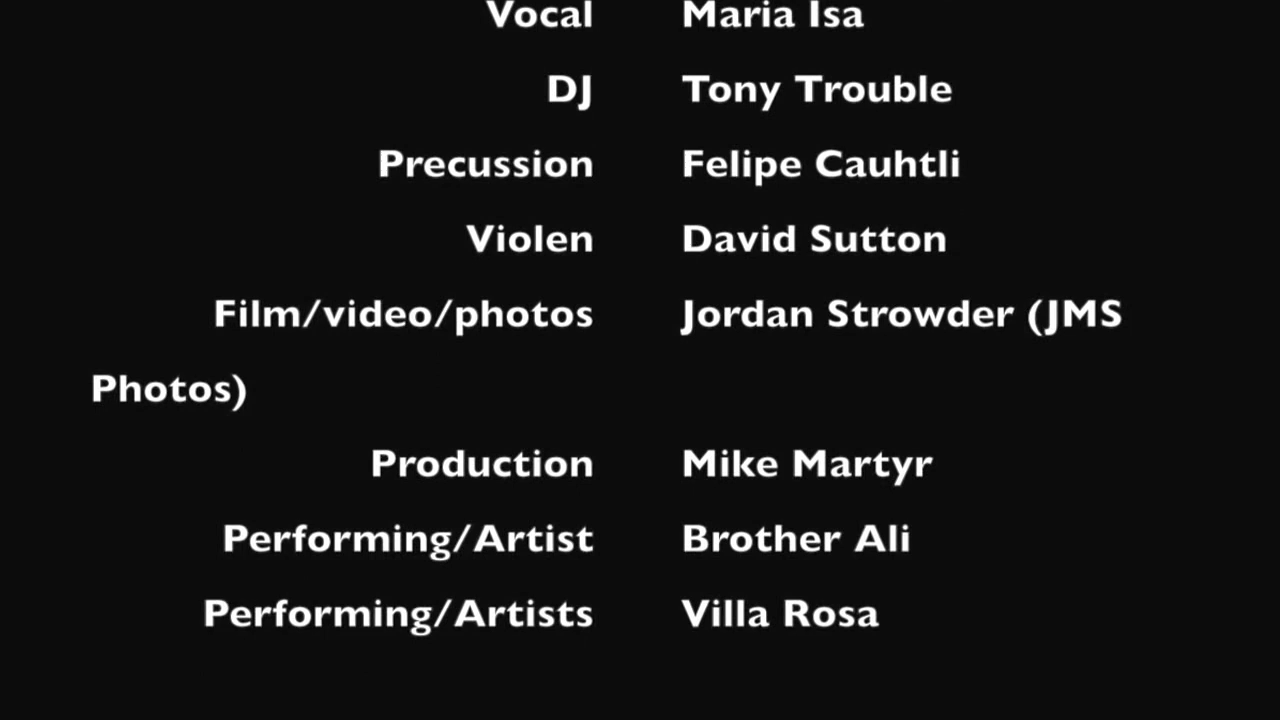 Vocal Maria Isa
DJ Tony Trouble
Precussion Felipe Cauhtli
Violen David Sutton
Film/video/photos Jordan Strowder (JMS
Photos)
Production Mike Martyr
Performing/Artist Brother Ali
Performing/Artists Villa Rosa